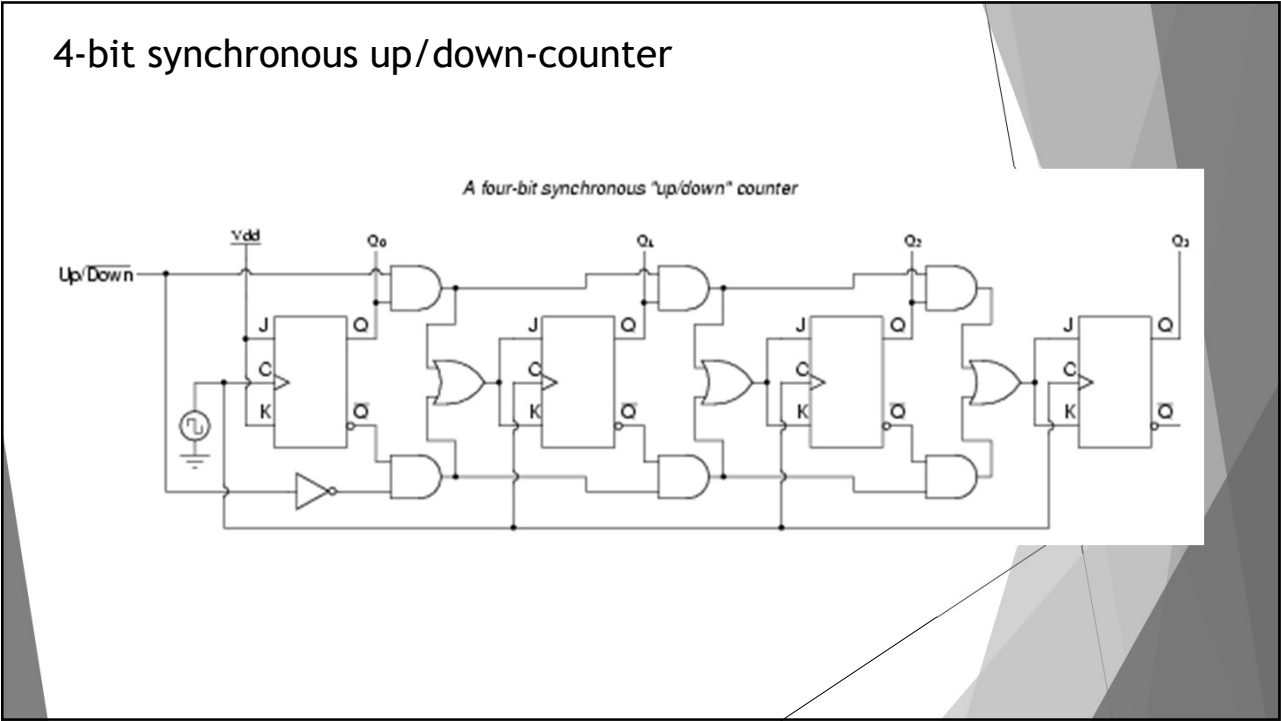 4-bit synchronous up/down-counter
A four-bit synchronous "up/down" counter
Vdd Q₀ Q₁ Q₂ Q₃
Up/Down
J Q J Q J Q J Q
C C C C
K Q K Q K Q K Q